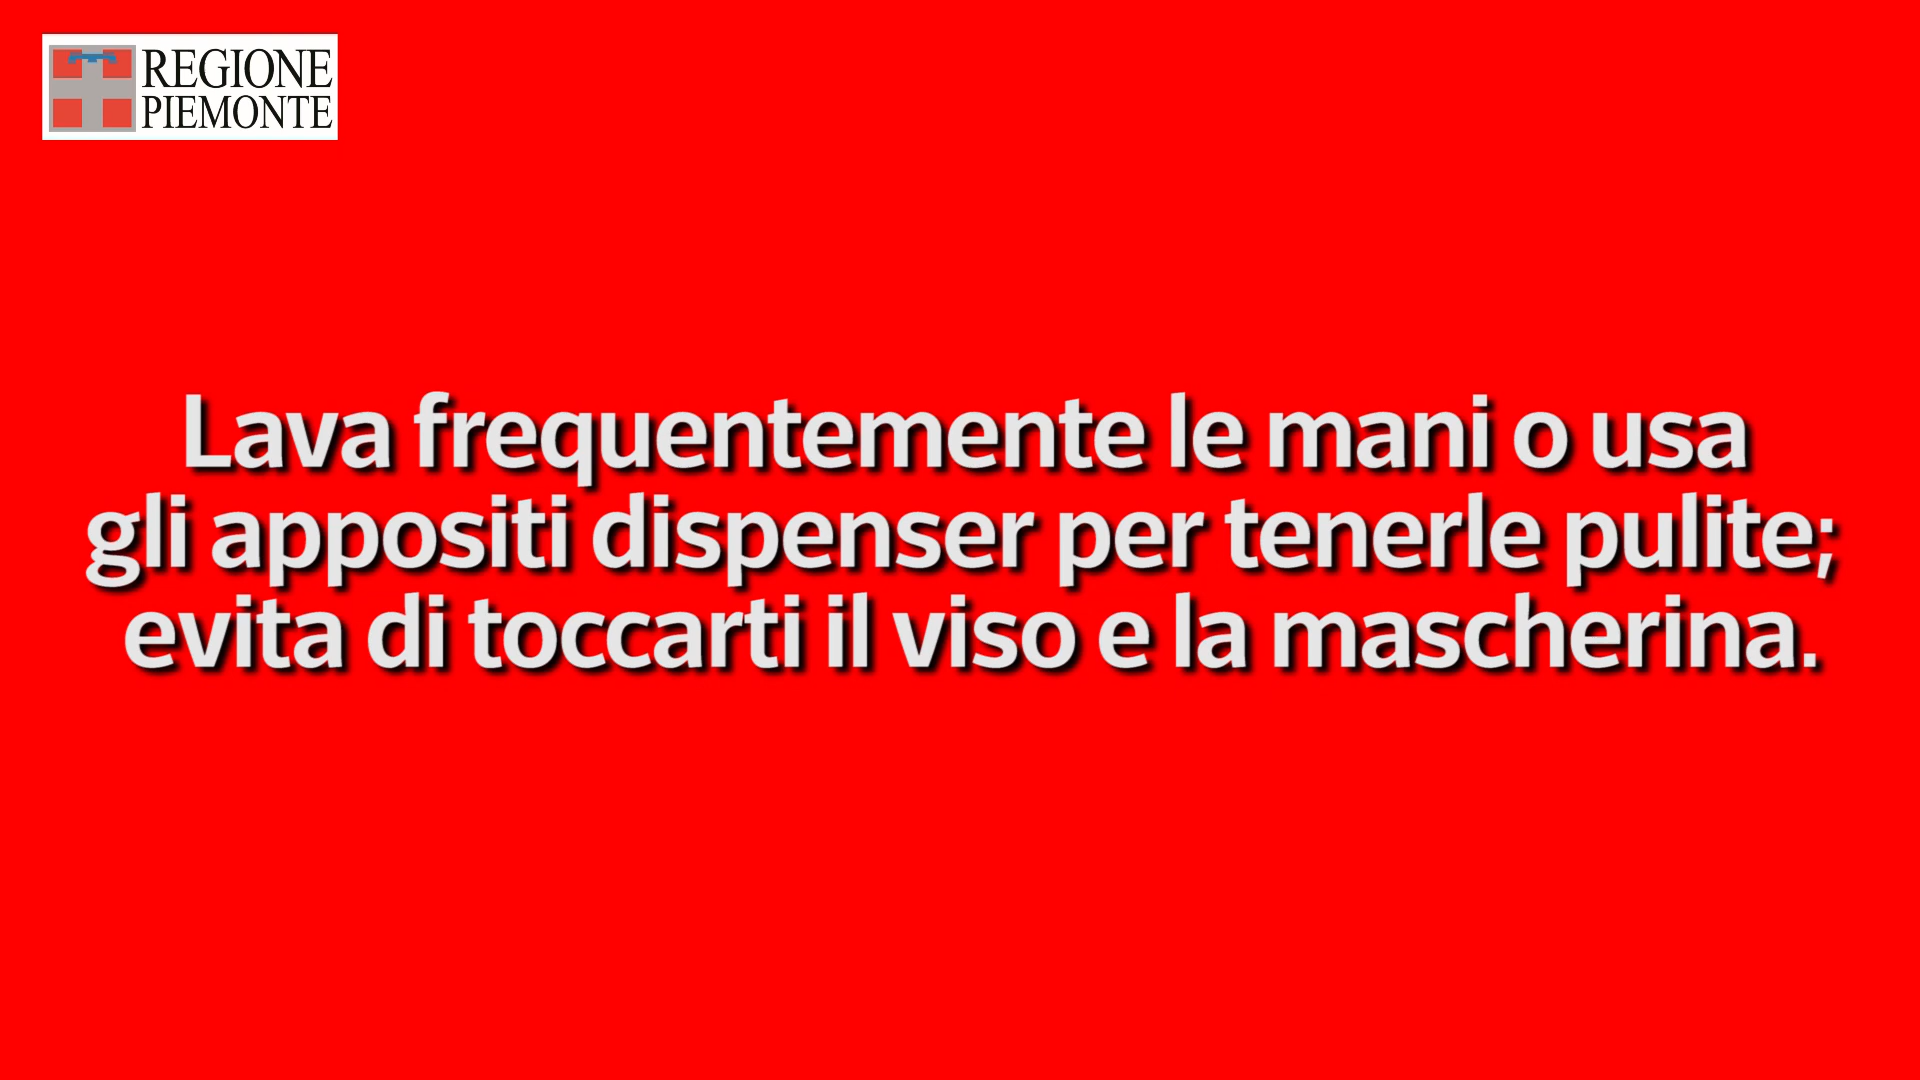 REGIONE
PIEMONTE
Lava frequentemente le mani o usa
gli appositi dispenser per tenerle pulite;
evita di toccarti il viso e la mascherina.